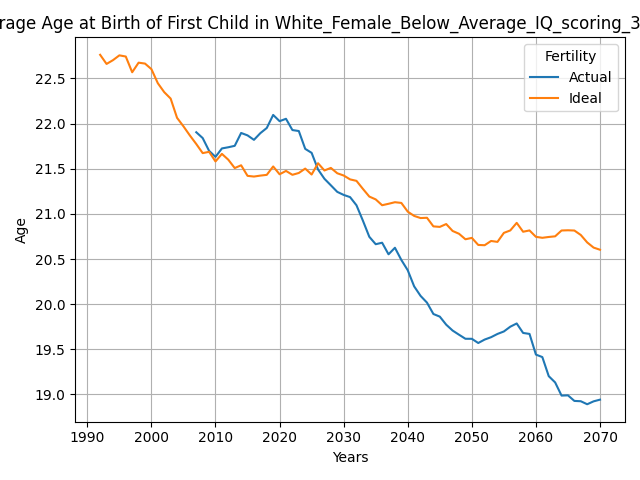 rage Age at Birth of First Child in White_Female_Below_Average_IQ_scoring_3
Fertility
Actual
Ideal
Age
22.5
22.0
21.5
21.0
20.5
20.0
19.5
19.0
1990 2000 2010 2020 2030 2040 2050 2060 2070
Years